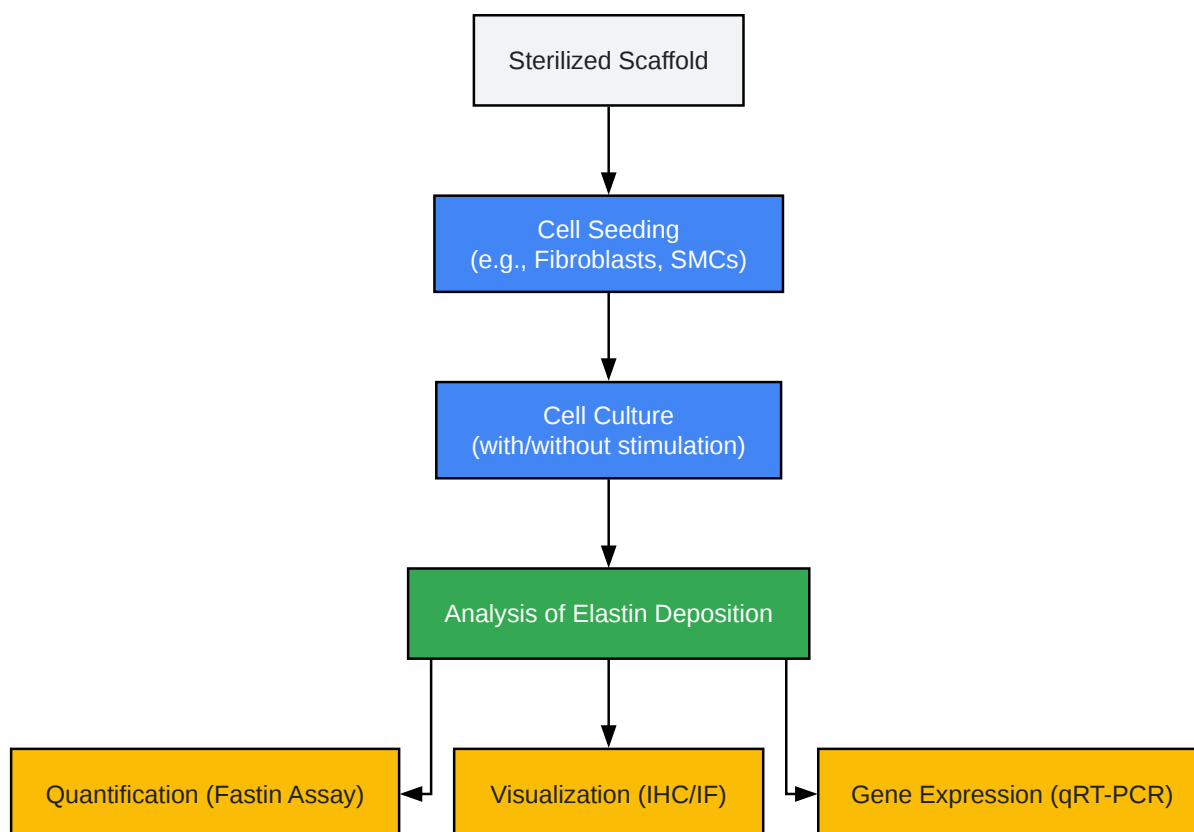 Sterilized Scaffold
Cell Seeding
(e.g., Fibroblasts, SMCs)
Cell Culture
(with/without stimulation)
Analysis of Elastin Deposition
Quantification (Fastin Assay)
Visualization (IHC/IF)
Gene Expression (qRT-PCR)